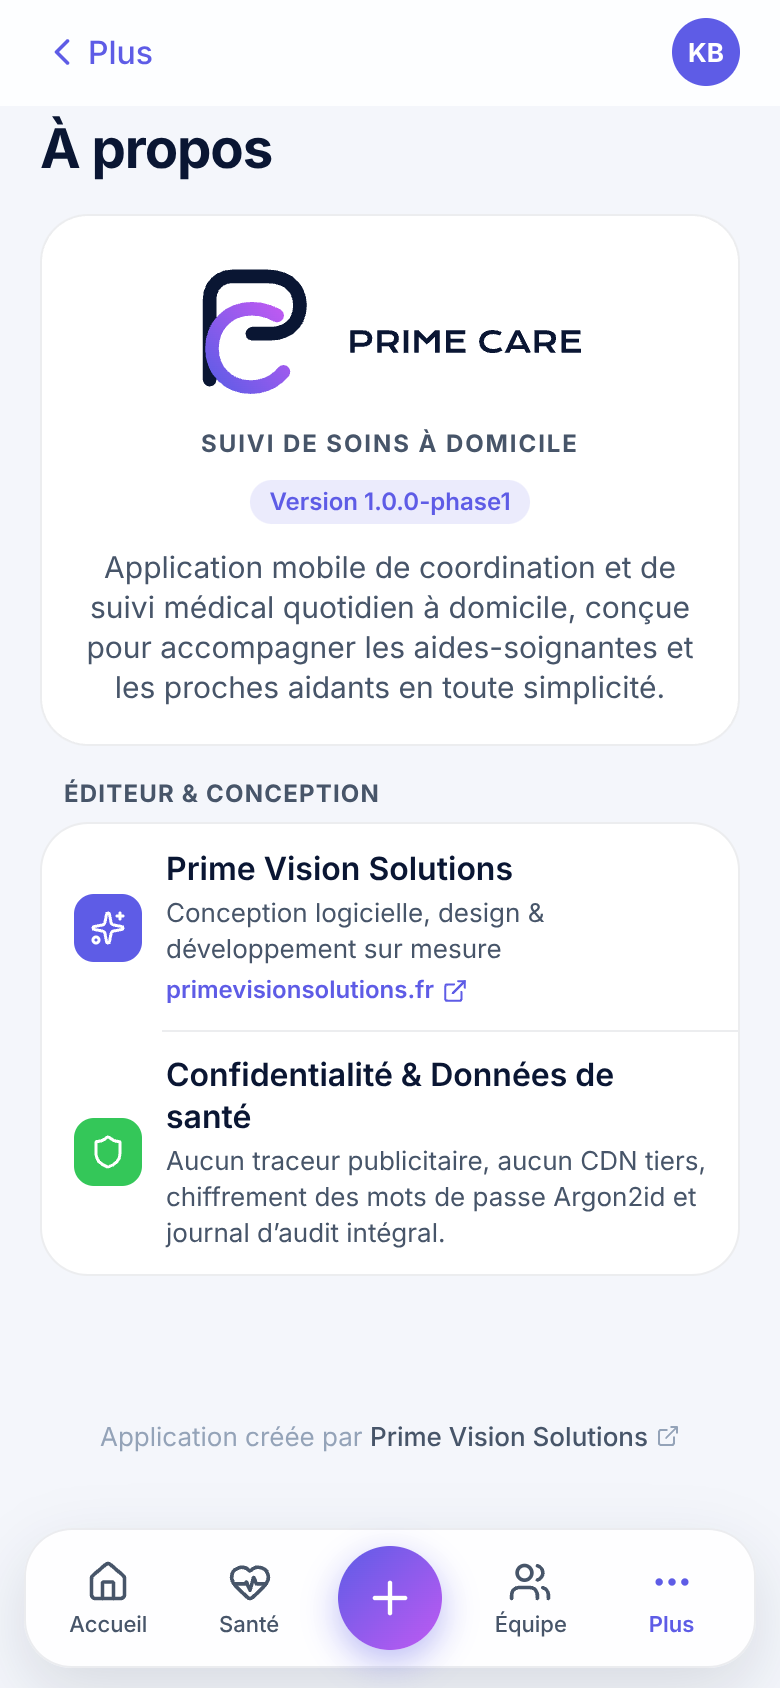 Plus
KB
À propos
PRIME CARE
SUIVI DE SOINS À DOMICILE
Version 1.0.0-phase1
Application mobile de coordination et de
suivi médical quotidien à domicile, conçue
pour accompagner les aides-soignantes et
les proches aidants en toute simplicité.
ÉDITEUR & CONCEPTION
Prime Vision Solutions
Conception logicielle, design &
développement sur mesure
primevisionsolutions.fr
Confidentialité & Données de
santé
Aucun traceur publicitaire, aucun CDN tiers,
chiffrement des mots de passe Argon2id et
journal d’audit intégral.
Application créée par Prime Vision Solutions
Accueil
Santé
Équipe
Plus